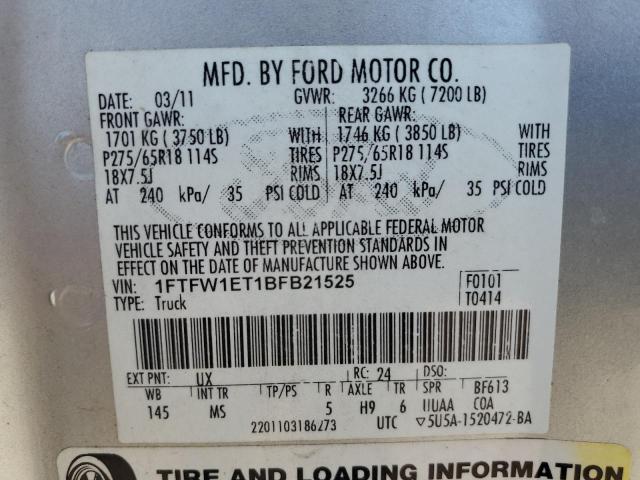 MFD. BY FORD MOTOR CO.
DATE: 03/11 GVWR: 3266 KG ( 7200 LB)
FRONT GAWR: REAR GAWR:
1701 KG ( 3750 LB) WITH 1746 KG ( 3850 LB) WITH
P275/65R18 114S TIRES P275/65R18 114S TIRES
18X7.5J RIMS 18X7.5J RIMS
AT 240 kPa/ 35 PSI COLD AT 240 kPa/ 35 PSI COLD
THIS VEHICLE CONFORMS TO ALL APPLICABLE FEDERAL MOTOR
VEHICLE SAFETY AND THEFT PREVENTION STANDARDS IN
EFFECT ON THE DATE OF MANUFACTURE SHOWN ABOVE.
VIN: 1FTFW1ET1BFB21525 F0101
TYPE: Truck T0414
EXT PNT: UX RC: 24 DSO:
WB INT TR TP/PS R AXLE TR SPR BF613
145 MS 5 H9 6 UUAA COA
2201103186273 UTC ▽5U5A-1520472-BA
TIRE AND LOADING INFORMATION